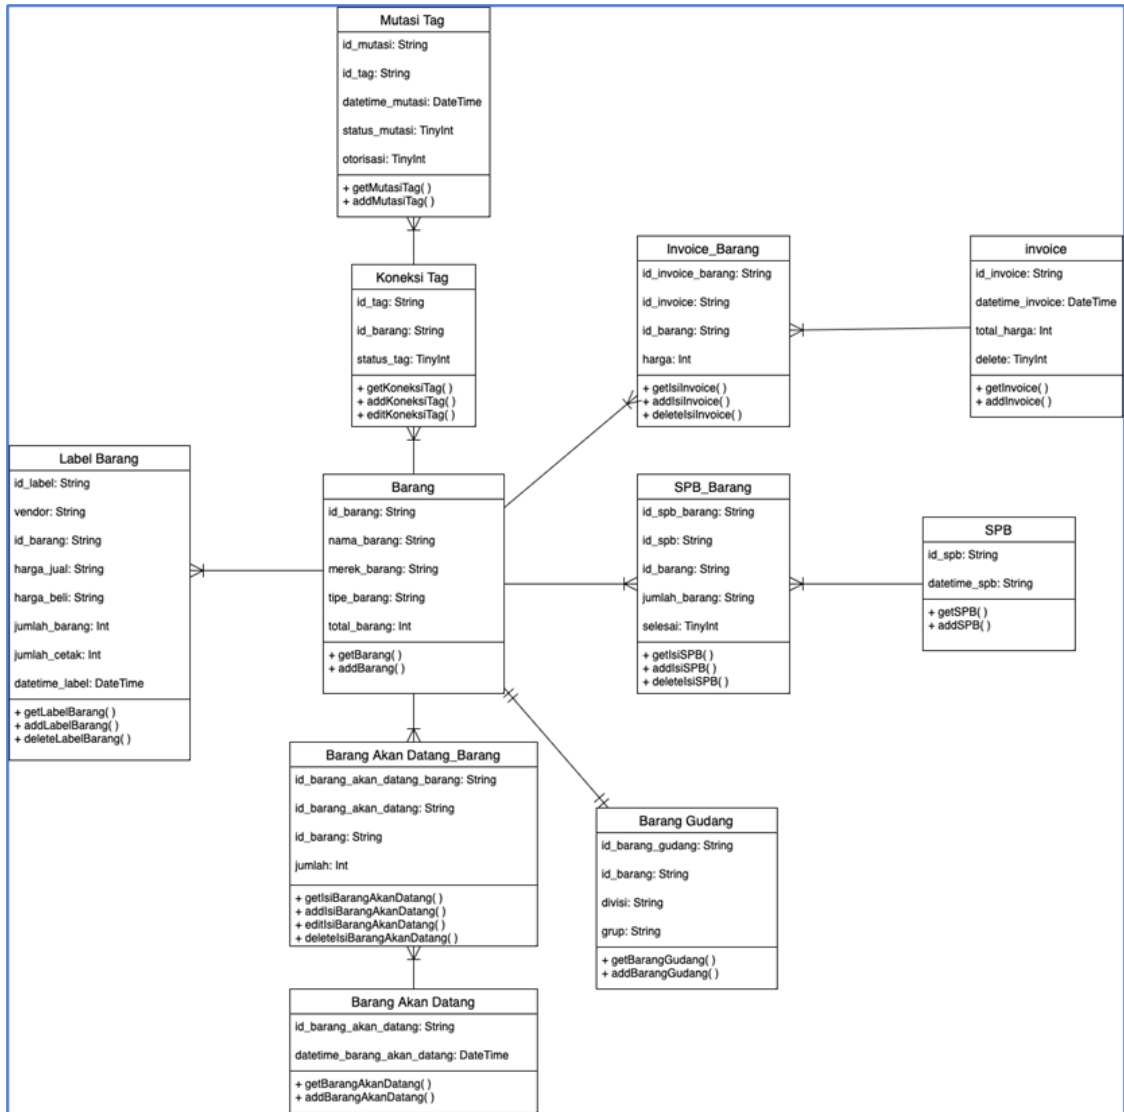 Mutasi Tag
id_mutasi: String
id_tag: String
datetime_mutasi: DateTime
status_mutasi: TinyInt
otorisasi: TinyInt
+ getMutasiTag( )
+ addMutasiTag( )
Koneksi Tag
id_tag: String
id_barang: String
status_tag: TinyInt
+ getKoneksiTag( )
+ addKoneksiTag( )
+ editKoneksiTag( )
Invoice_Barang
id_invoice_barang: String
id_invoice: String
id_barang: String
harga: Int
+ getIsiInvoice( )
+ addIsiInvoice( )
+ deleteIsiInvoice( )
invoice
id_invoice: String
datetime_invoice: DateTime
total_harga: Int
delete: TinyInt
+ getInvoice( )
+ addInvoice( )
Label Barang
id_label: String
vendor: String
id_barang: String
harga_jual: String
harga_beli: String
jumlah_barang: Int
jumlah_cetak: Int
datetime_label: DateTime
+ getLabelBarang( )
+ addLabelBarang( )
+ deleteLabelBarang( )
Barang
id_barang: String
nama_barang: String
merek_barang: String
tipe_barang: String
total_barang: Int
+ getBarang( )
+ addBarang( )
SPB_Barang
id_spb_barang: String
id_spb: String
id_barang: String
jumlah_barang: String
selesai: TinyInt
+ getIsiSPB( )
+ addIsiSPB( )
+ deleteIsiSPB( )
SPB
id_spb: String
datetime_spb: String
+ getSPB( )
+ addSPB( )
Barang Akan Datang_Barang
id_barang_akan_datang_barang: String
id_barang_akan_datang: String
id_barang: String
jumlah: Int
+ getIsiBarangAkanDatang( )
+ addIsiBarangAkanDatang( )
+ editIsiBarangAkanDatang( )
+ deleteIsiBarangAkanDatang( )
Barang Gudang
id_barang_gudang: String
id_barang: String
divisi: String
grup: String
+ getBarangGudang( )
+ addBarangGudang( )
Barang Akan Datang
id_barang_akan_datang: String
datetime_barang_akan_datang: DateTime
+ getBarangAkanDatang( )
+ addBarangAkanDatang( )